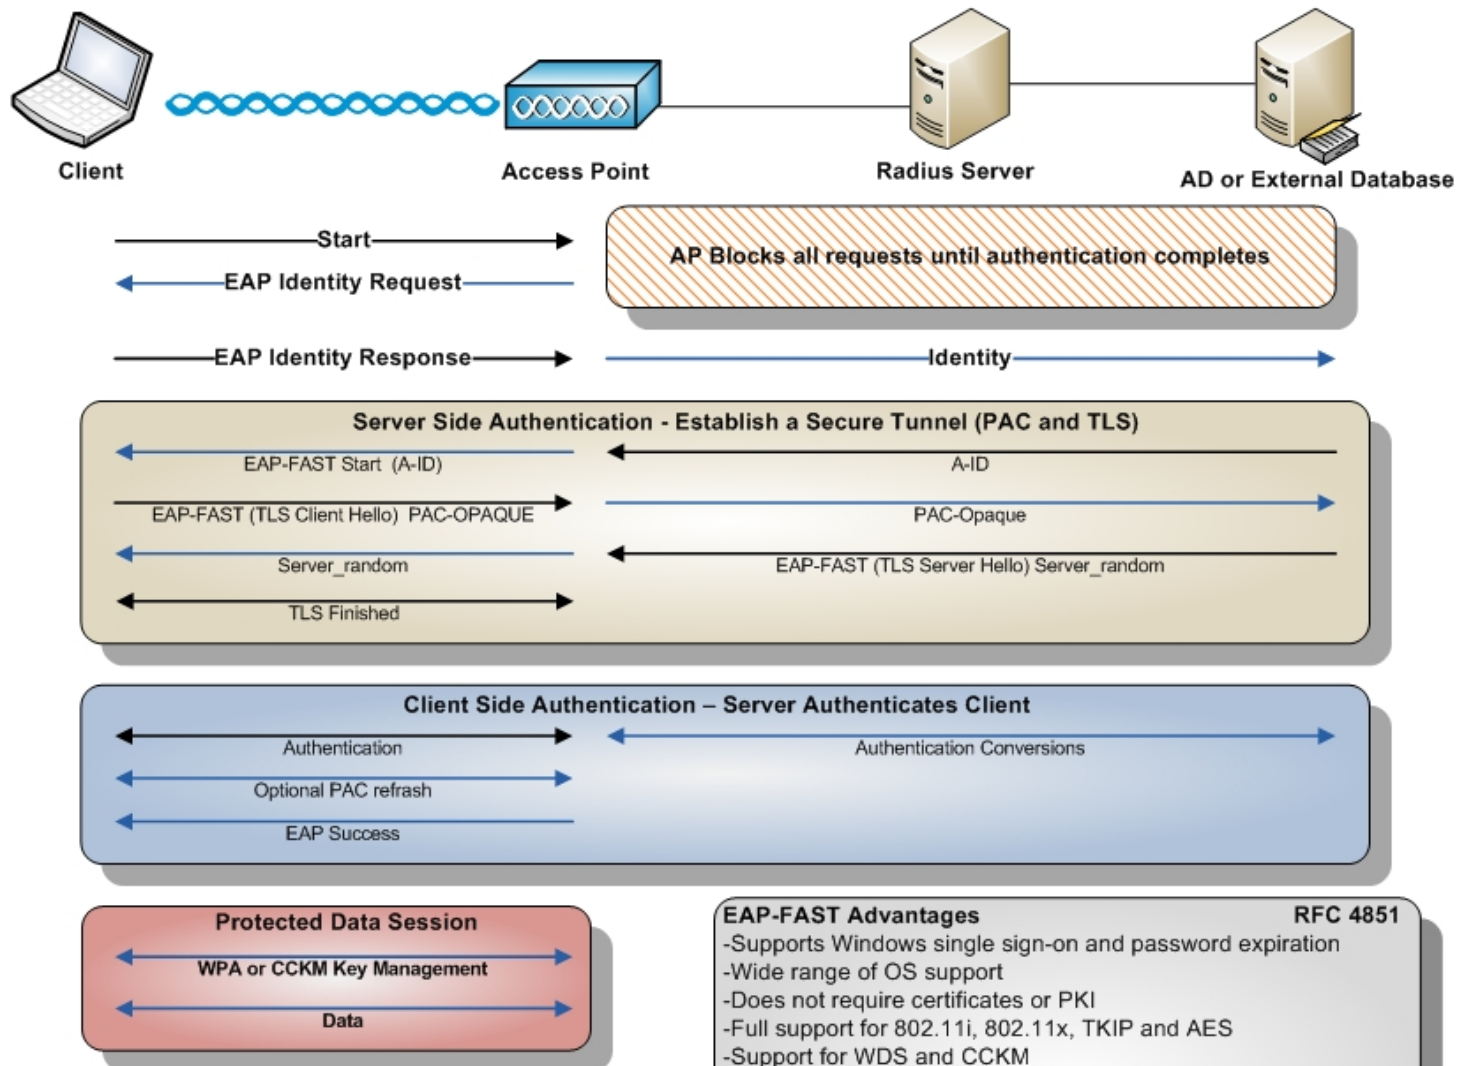 Client
Access Point
Radius Server
AD or External Database
Start
AP Blocks all requests until authentication completes
EAP Identity Request
EAP Identity Response
Identity
Server Side Authentication - Establish a Secure Tunnel (PAC and TLS)
EAP-FAST Start (A-ID)
A-ID
EAP-FAST (TLS Client Hello) PAC-OPAQUE
PAC-Opaque
Server_random
EAP-FAST (TLS Server Hello) Server_random
TLS Finished
Client Side Authentication – Server Authenticates Client
Authentication
Authentication Conversions
Optional PAC refrash
EAP Success
Protected Data Session
WPA or CCKM Key Management
Data
EAP-FAST Advantages
RFC 4851
-Supports Windows single sign-on and password expiration
-Wide range of OS support
-Does not require certificates or PKI
-Full support for 802.11i, 802.11x, TKIP and AES
-Support for WDS and CCKM